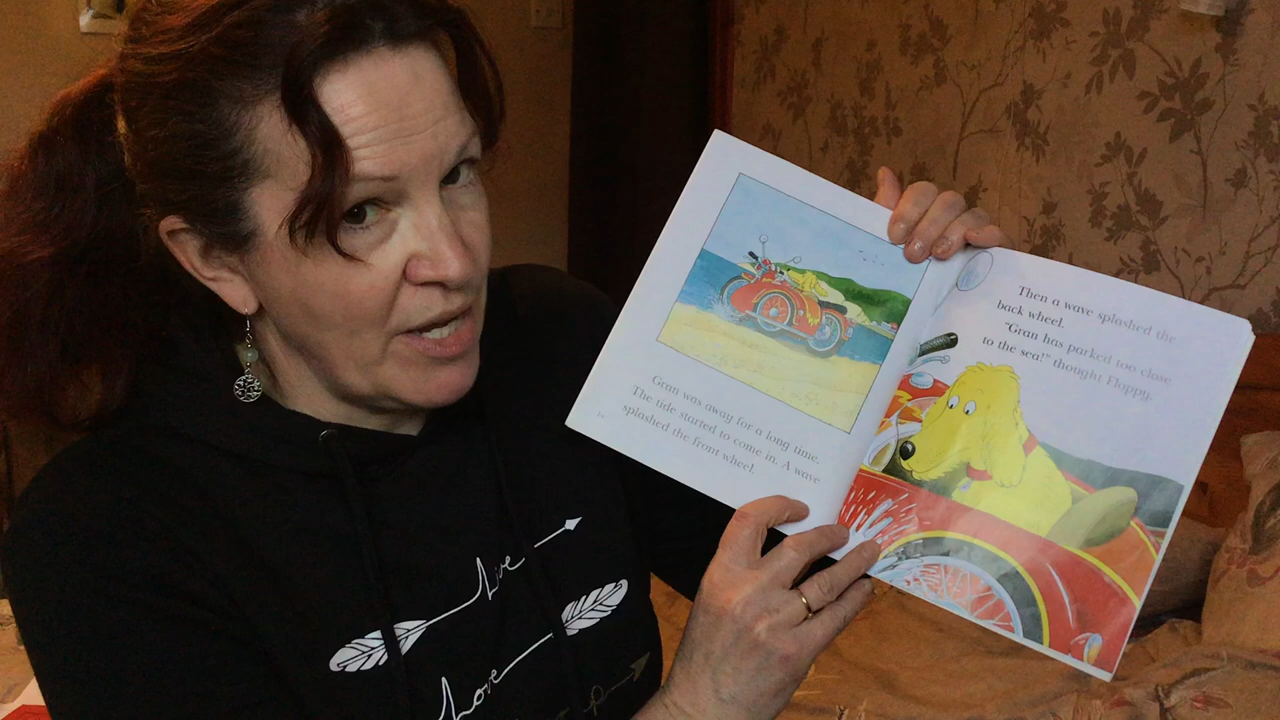 Gran was away for a long time.
The tide started to come in. A wave
splashed the front wheel.
Then a wave splashed the
back wheel.
"Gran has parked too close
to the sea!" thought Floppy.
Live
Love